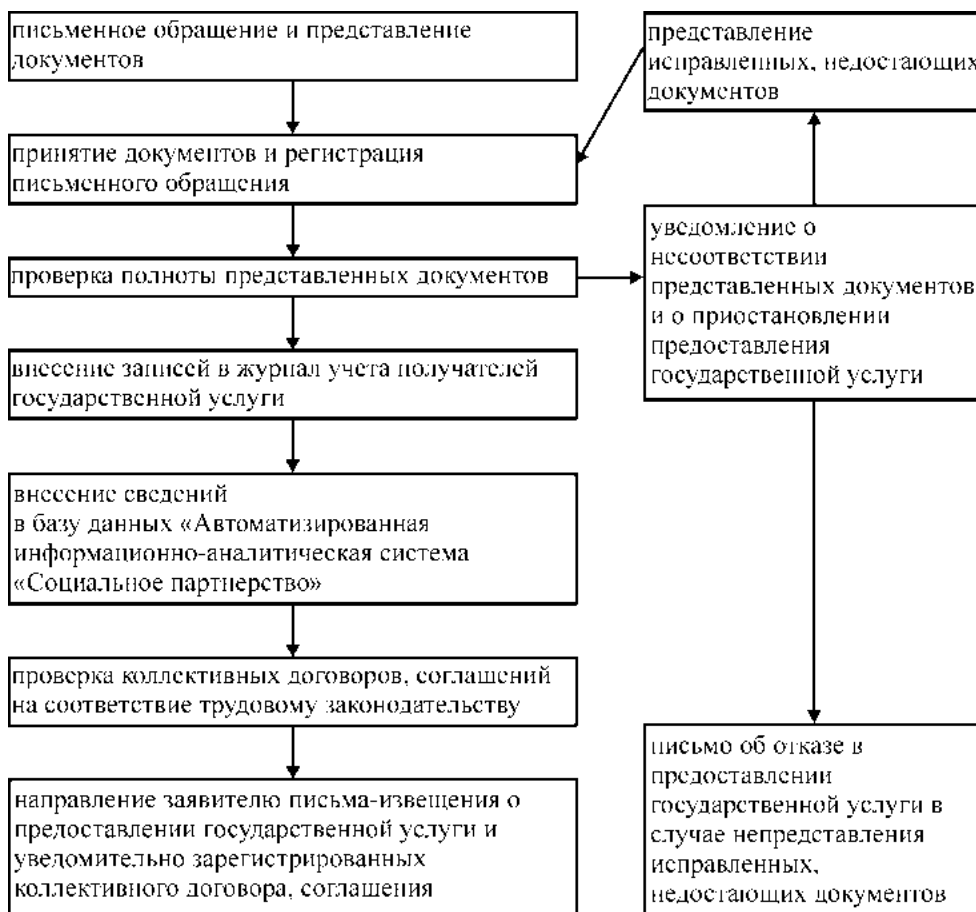 письменное обращение и представление
документов
принятие документов и регистрация
письменного обращения
проверка полноты представленных документов
внесение записей в журнал учета получателей
государственной услуги
внесение сведений
в базу данных «Автоматизированная
информационно-аналитическая система
«Социальное партнерство»
проверка коллективных договоров, соглашений
на соответствие трудовому законодательству
направление заявителю письма-извещения о
предоставлении государственной услуги и
уведомительно зарегистрированных
коллективного договора, соглашения
представление
исправленных, недостающих
документов
уведомление о
несоответствии
представленных документов
и о приостановлении
предоставления
государственной услуги
письмо об отказе в
предоставлении
государственной услуги в
случае непредставления
исправленных,
недостающих документов